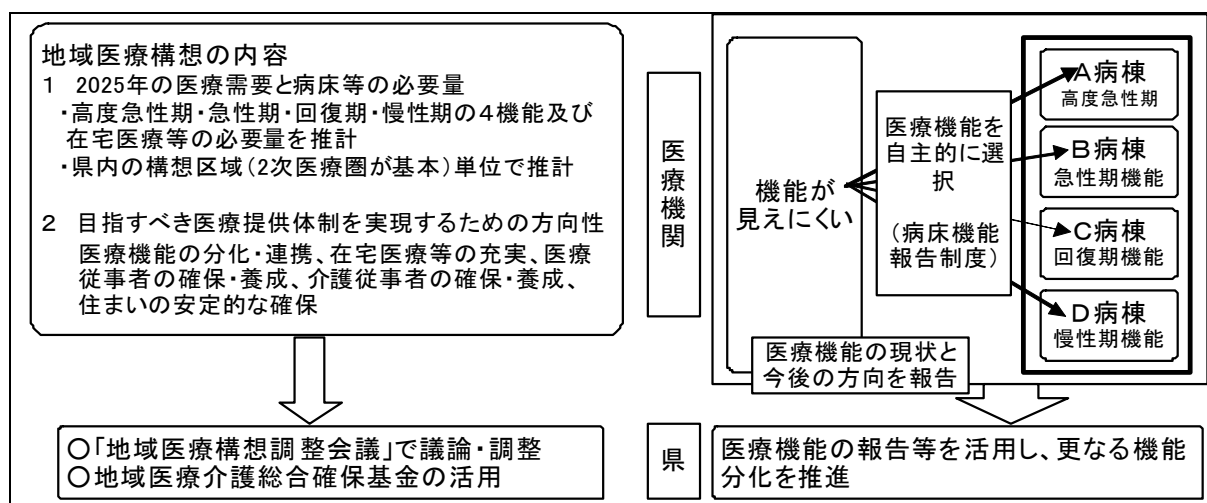 地域医療構想の内容
1 2025年の医療需要と病床等の必要量
・高度急性期・急性期・回復期・慢性期の4機能及び
在宅医療等の必要量を推計
・県内の構想区域(2次医療圏が基本)単位で推計
2 目指すべき医療提供体制を実現するための方向性
医療機能の分化・連携、在宅医療等の充実、医療
従事者の確保・養成、介護従事者の確保・養成、
住まいの安定的な確保
〇「地域医療構想調整会議」で議論・調整
〇地域医療介護総合確保基金の活用
医療機関
機能が
見えにくい
医療機能を
自主的に選
択
(病床機能
報告制度)
A病棟
高度急性期
B病棟
急性期機能
C病棟
回復期機能
D病棟
慢性期機能
医療機能の現状と
今後の方向を報告
県
医療機能の報告等を活用し、更なる機能
分化を推進